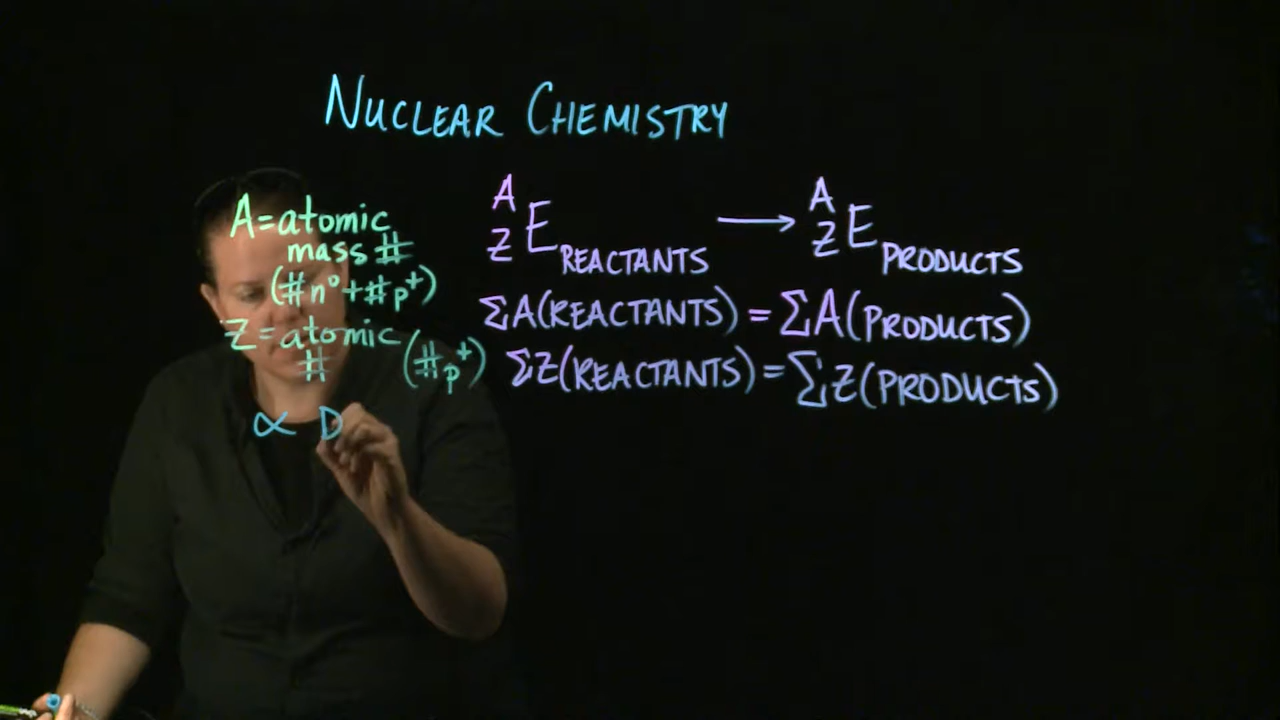 NUCLEAR CHEMISTRY
A=atomic
mass #
(#n°+#p⁺)
Z=atomic
# (#p⁺)
∝ D
A
Z E REACTANTS → A
Z E PRODUCTS
ΣA(REACTANTS) = ΣA(PRODUCTS)
ΣZ(REACTANTS) = ΣZ(PRODUCTS)